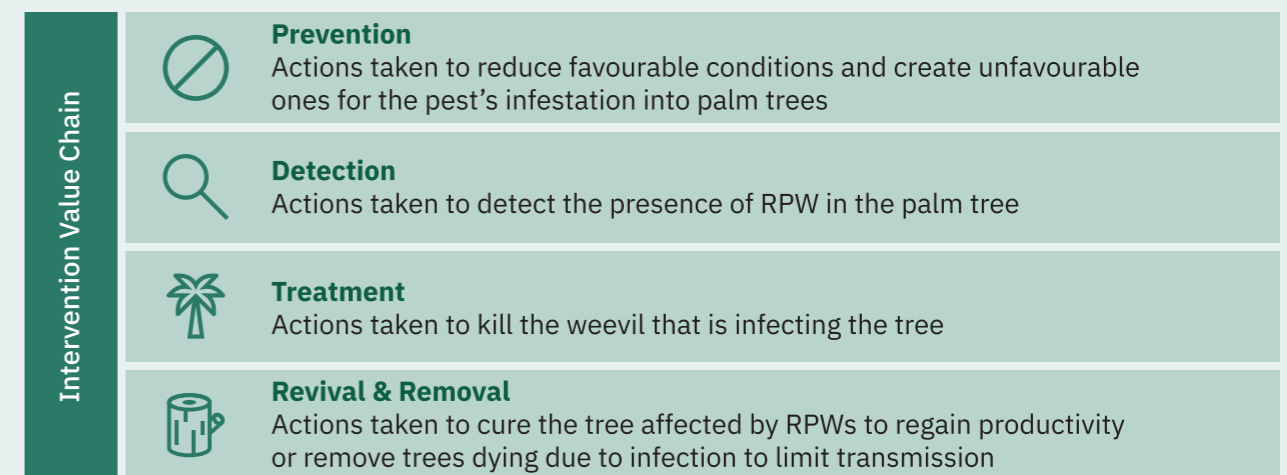 Intervention Value Chain
Prevention
Actions taken to reduce favourable conditions and create unfavourable
ones for the pest’s infestation into palm trees
Detection
Actions taken to detect the presence of RPW in the palm tree
Treatment
Actions taken to kill the weevil that is infecting the tree
Revival & Removal
Actions taken to cure the tree affected by RPWs to regain productivity
or remove trees dying due to infection to limit transmission